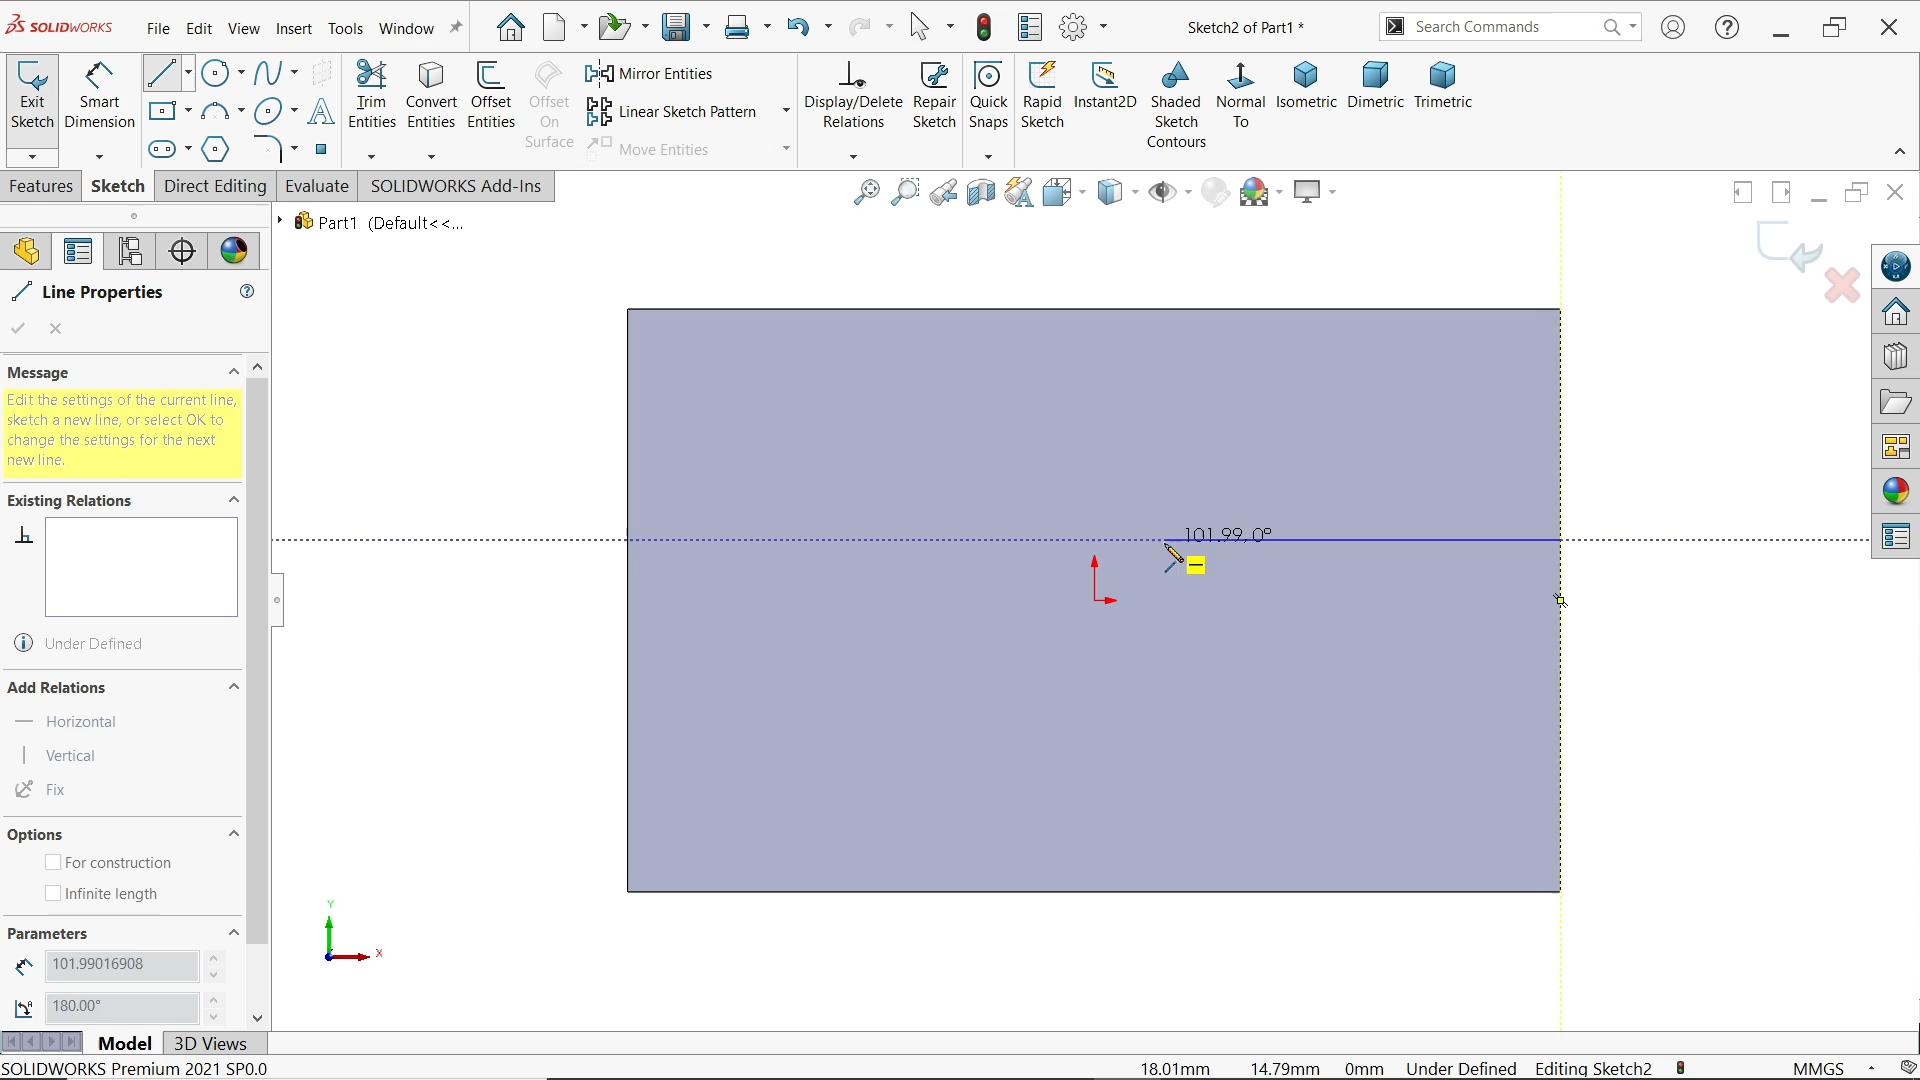 SOLIDWORKS File Edit View Insert Tools Window Sketch2 of Part1 * Search Commands
Exit Sketch
Smart Dimension
Trim Entities
Convert Entities
Offset Entities
Offset On Surface
Mirror Entities
Linear Sketch Pattern
Move Entities
Display/Delete Relations
Repair Sketch
Quick Snaps
Rapid Sketch
Instant2D
Shaded Sketch Contours
Normal To
Isometric
Dimetric
Trimetric
Features Sketch Direct Editing Evaluate SOLIDWORKS Add-Ins
Part1 (Default<<...
Line Properties
Message
Edit the settings of the current line,
sketch a new line, or select OK to
change the settings for the next
new line.
Existing Relations
Under Defined
Add Relations
Horizontal
Vertical
Fix
Options
For construction
Infinite length
Parameters
101.99016908
180.00°
101.99, 0°
Y
X
Model 3D Views
SOLIDWORKS Premium 2021 SP0.0 18.01mm 14.79mm 0mm Under Defined Editing Sketch2 MMGS